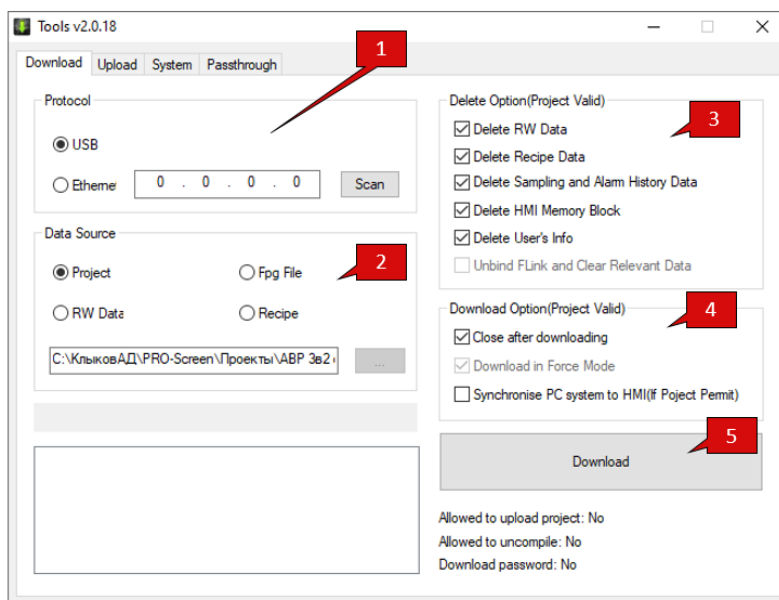 Tools v2.0.18
Download Upload System Passthrough
1
Protocol
USB
Etherne 0 . 0 . 0 . 0 Scan
Data Source
2
Project Fpg File
RW Data Recipe
C:\КлыковАД\PRO-Screen\Проекты\АВР 3в2 ...
Delete Option(Project Valid)
3
Delete RW Data
Delete Recipe Data
Delete Sampling and Alarm History Data
Delete HMI Memory Block
Delete User's Info
Unbind FLink and Clear Relevant Data
Download Option(Project Valid)
4
Close after downloading
Download in Force Mode
Synchronise PC system to HMI(If Poject Permit)
5
Download
Allowed to upload project: No
Allowed to uncompile: No
Download password: No